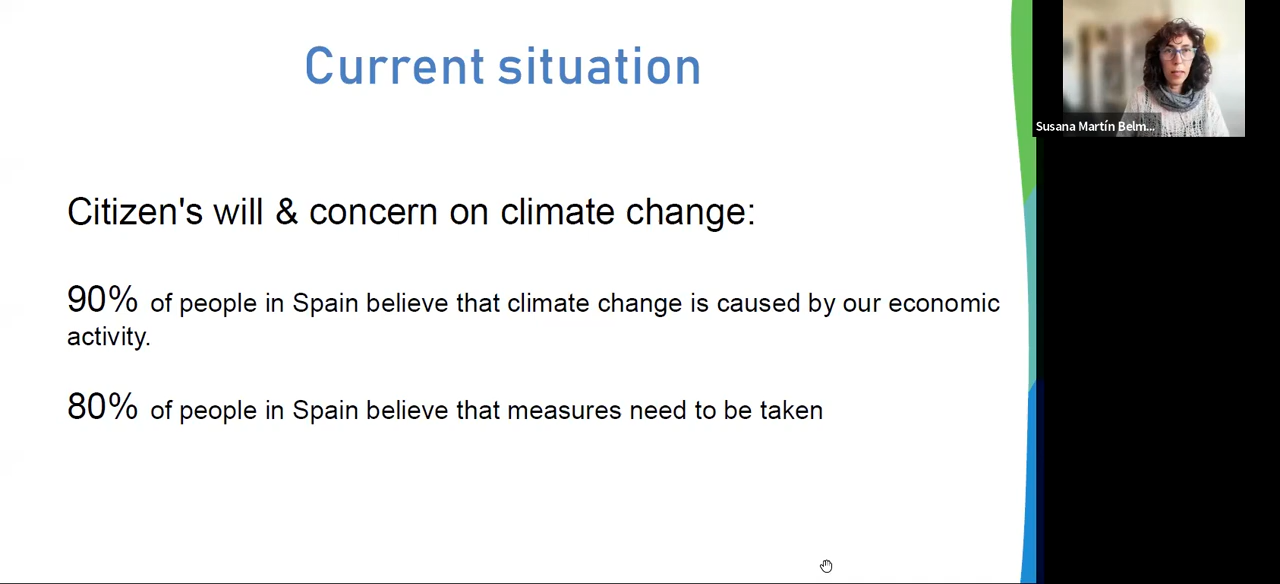 Current situation
Susana Martín Belm...
Citizen's will & concern on climate change:
90% of people in Spain believe that climate change is caused by our economic
activity.
80% of people in Spain believe that measures need to be taken